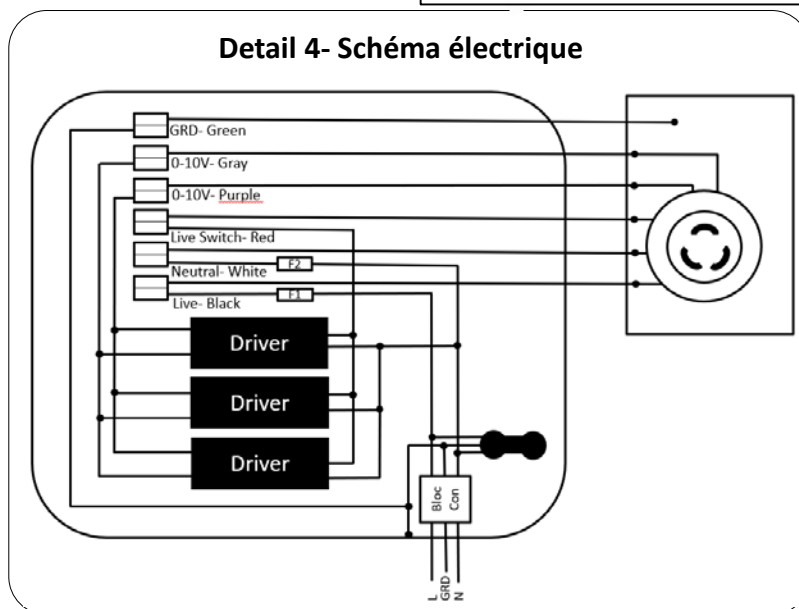 Detail 4- Schéma électrique
GRD- Green
0-10V- Gray
0-10V- Purple
Live Switch- Red
Neutral- White
F2
Live- Black
F1
Driver
Driver
Driver
Bloc
Con
L
GRD
N